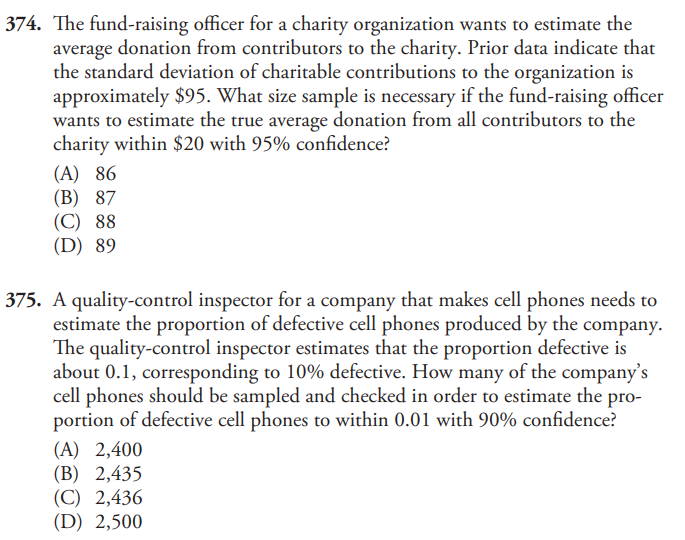 374. The fund-raising officer for a charity organization wants to estimate the
average donation from contributors to the charity. Prior data indicate that
the standard deviation of charitable contributions to the organization is
approximately $95. What size sample is necessary if the fund-raising officer
wants to estimate the true average donation from all contributors to the
charity within $20 with 95% confidence?
(A) 86
(B) 87
(C) 88
(D) 89
375. A quality-control inspector for a company that makes cell phones needs to
estimate the proportion of defective cell phones produced by the company.
The quality-control inspector estimates that the proportion defective is
about 0.1, corresponding to 10% defective. How many of the company's
cell phones should be sampled and checked in order to estimate the pro-
portion of defective cell phones to within 0.01 with 90% confidence?
(A) 2,400
(B) 2,435
(C) 2,436
(D) 2,500